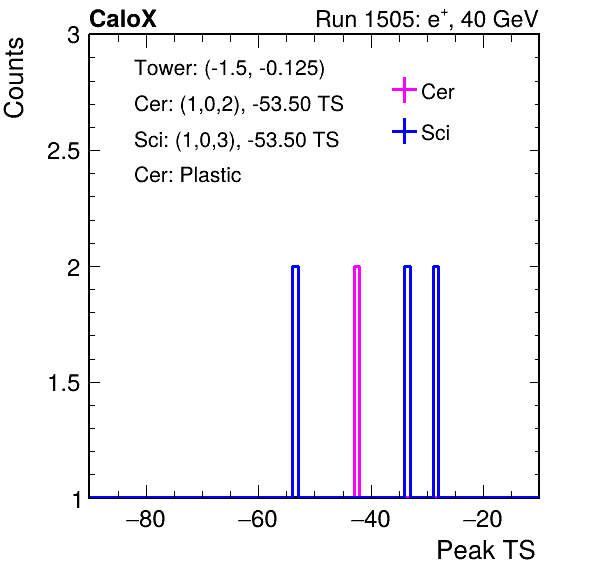 CaloX Run 1505: e⁺, 40 GeV
Counts
3
2.5
2
1.5
1
Tower: (-1.5, -0.125)
Cer: (1,0,2), -53.50 TS
Sci: (1,0,3), -53.50 TS
Cer: Plastic
Cer
Sci
−80 −60 −40 −20
Peak TS